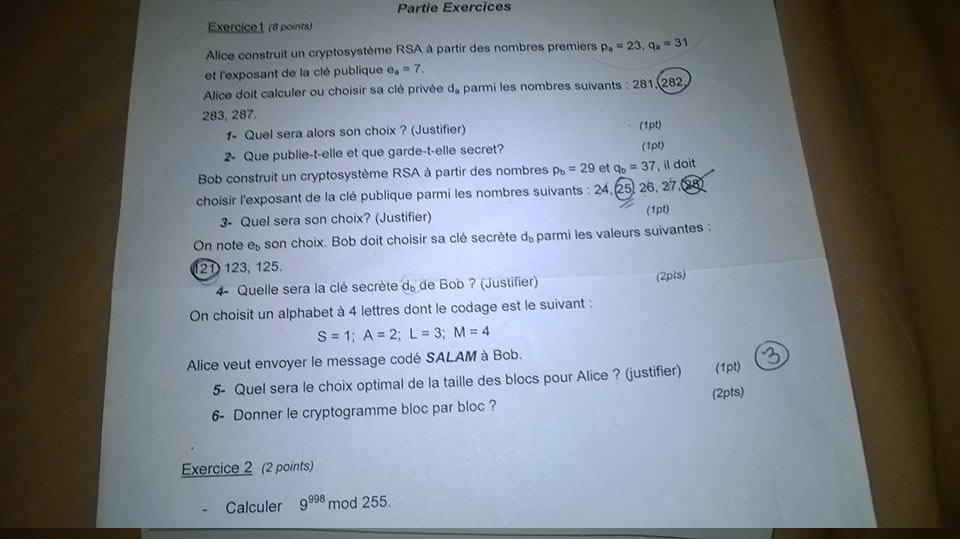 Partie Exercices
Exercice1 (8 points)
Alice construit un cryptosystème RSA à partir des nombres premiers pₐ = 23, qₐ = 31
et l'exposant de la clé publique eₐ = 7.
Alice doit calculer ou choisir sa clé privée dₐ parmi les nombres suivants : 281, 282,
283, 287.
1- Quel sera alors son choix ? (Justifier) (1pt)
2- Que publie-t-elle et que garde-t-elle secret? (1pt)
Bob construit un cryptosystème RSA à partir des nombres p_b = 29 et q_b = 37, il doit
choisir l'exposant de la clé publique parmi les nombres suivants : 24, 25, 26, 27, 28
3- Quel sera son choix? (Justifier) (1pt)
On note e_b son choix. Bob doit choisir sa clé secrète d_b parmi les valeurs suivantes :
121, 123, 125.
4- Quelle sera la clé secrète d_b de Bob ? (Justifier) (2pts)
On choisit un alphabet à 4 lettres dont le codage est le suivant :
S = 1; A = 2; L = 3; M = 4
Alice veut envoyer le message codé SALAM à Bob.
5- Quel sera le choix optimal de la taille des blocs pour Alice ? (justifier) (1pt) 3
6- Donner le cryptogramme bloc par bloc ? (2pts)
Exercice 2 (2 points)
- Calculer 9⁹⁹⁸ mod 255.